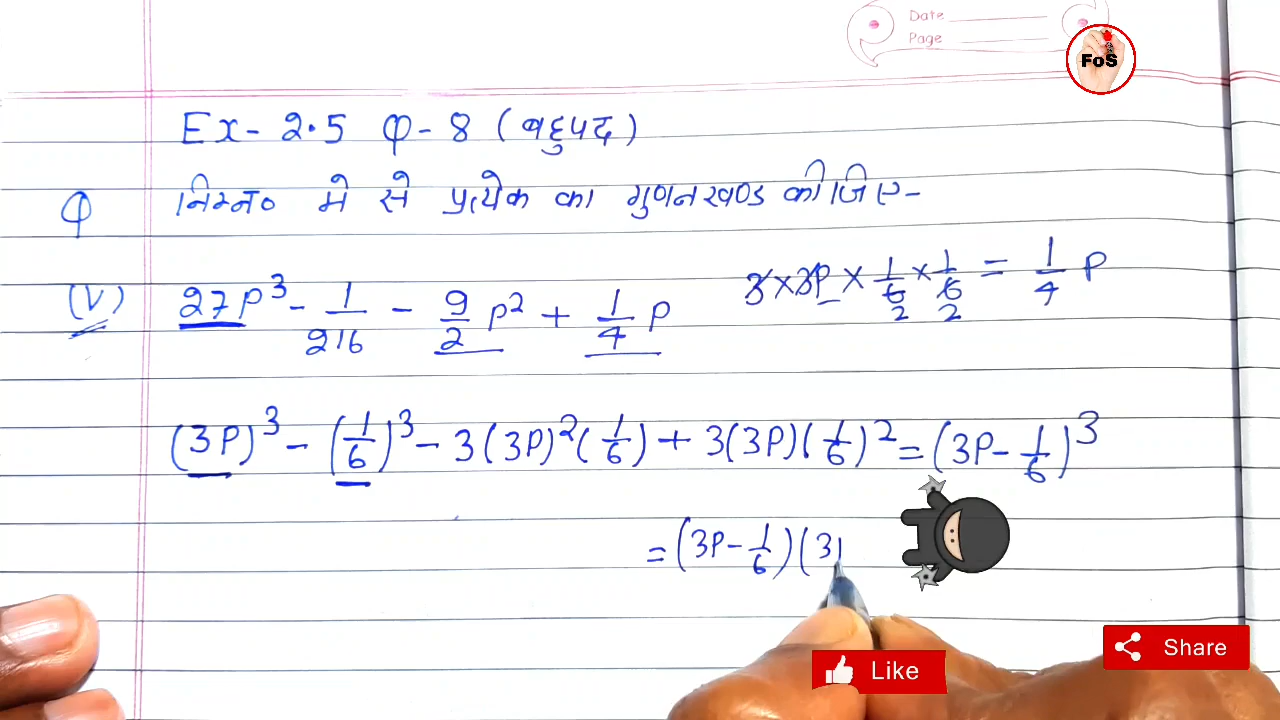 Date
Page
FoS
Ex- 2.5 Q - 8 (बहुपद)
Q निम्न० मे से प्रत्येक का गुणनखण्ड कीजिए-
3×3P × 1/6 × 1/6 = 1/4 P
2 2
(V) 27P³ - 1/216 - 9/2 P² + 1/4 P
(3P)³ - (1/6)³ - 3(3P)²(1/6) + 3(3P)(1/6)² = (3P - 1/6)³
= (3P - 1/6)(3
Like
Share